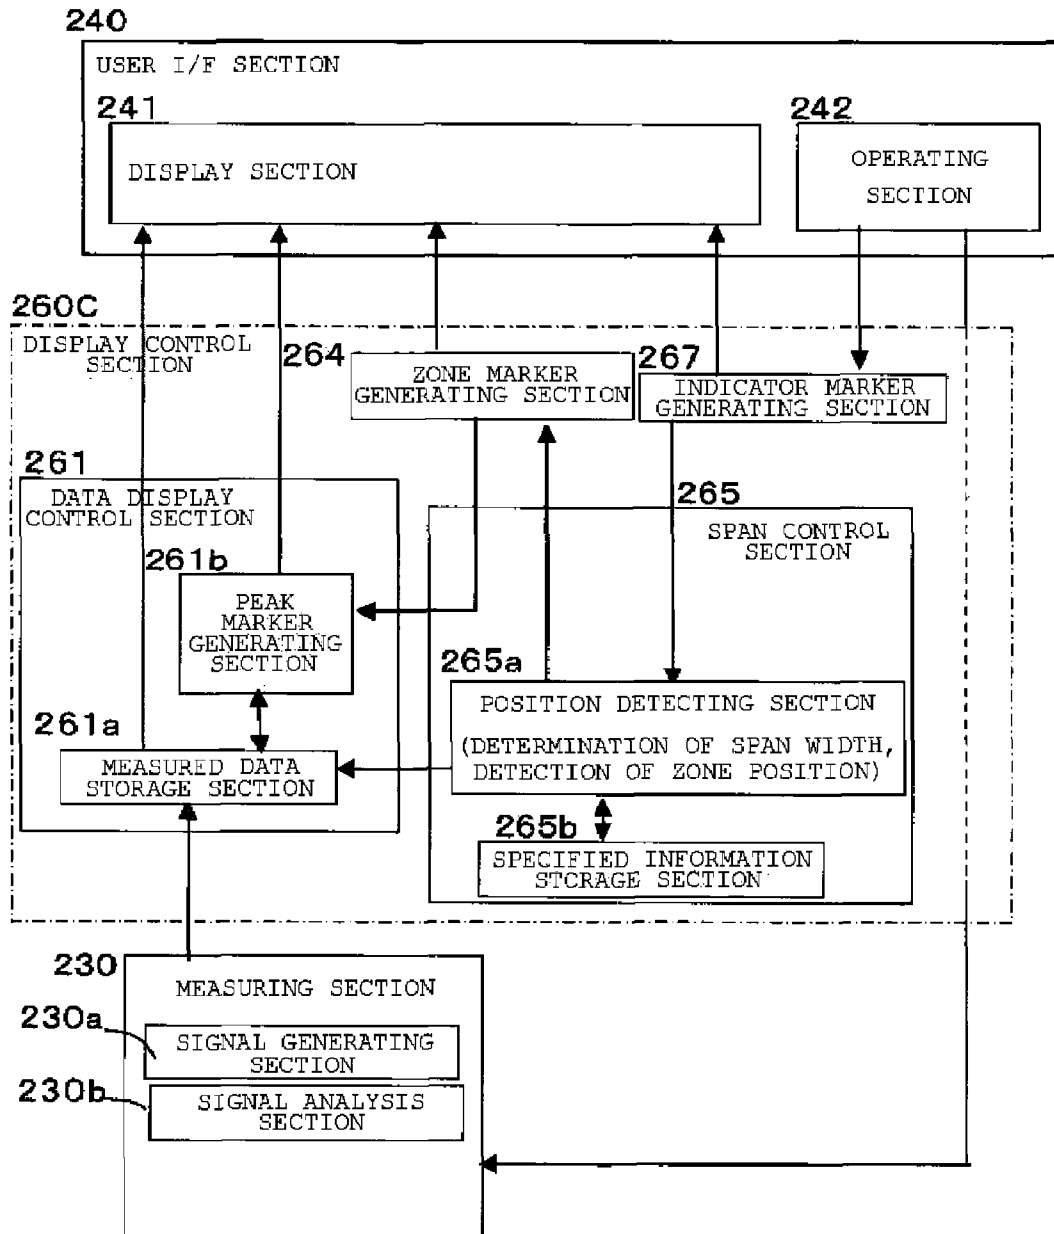 240
USER I/F SECTION
241
DISPLAY SECTION
242
OPERATING
SECTION
260C
DISPLAY CONTROL
SECTION
264
ZONE MARKER
GENERATING SECTION
267
INDICATOR MARKER
GENERATING SECTION
261
DATA DISPLAY
CONTROL SECTION
261b
PEAK
MARKER
GENERATING
SECTION
265
SPAN CONTROL
SECTION
265a
POSITION DETECTING SECTION
(DETERMINATION OF SPAN WIDTH,
DETECTION OF ZONE POSITION)
261a
MEASURED DATA
STORAGE SECTION
265b
SPECIFIED INFORMATION
STCRAGE SECTION
230
MEASURING SECTION
230a
SIGNAL GENERATING
SECTION
230b
SIGNAL ANALYSIS
SECTION